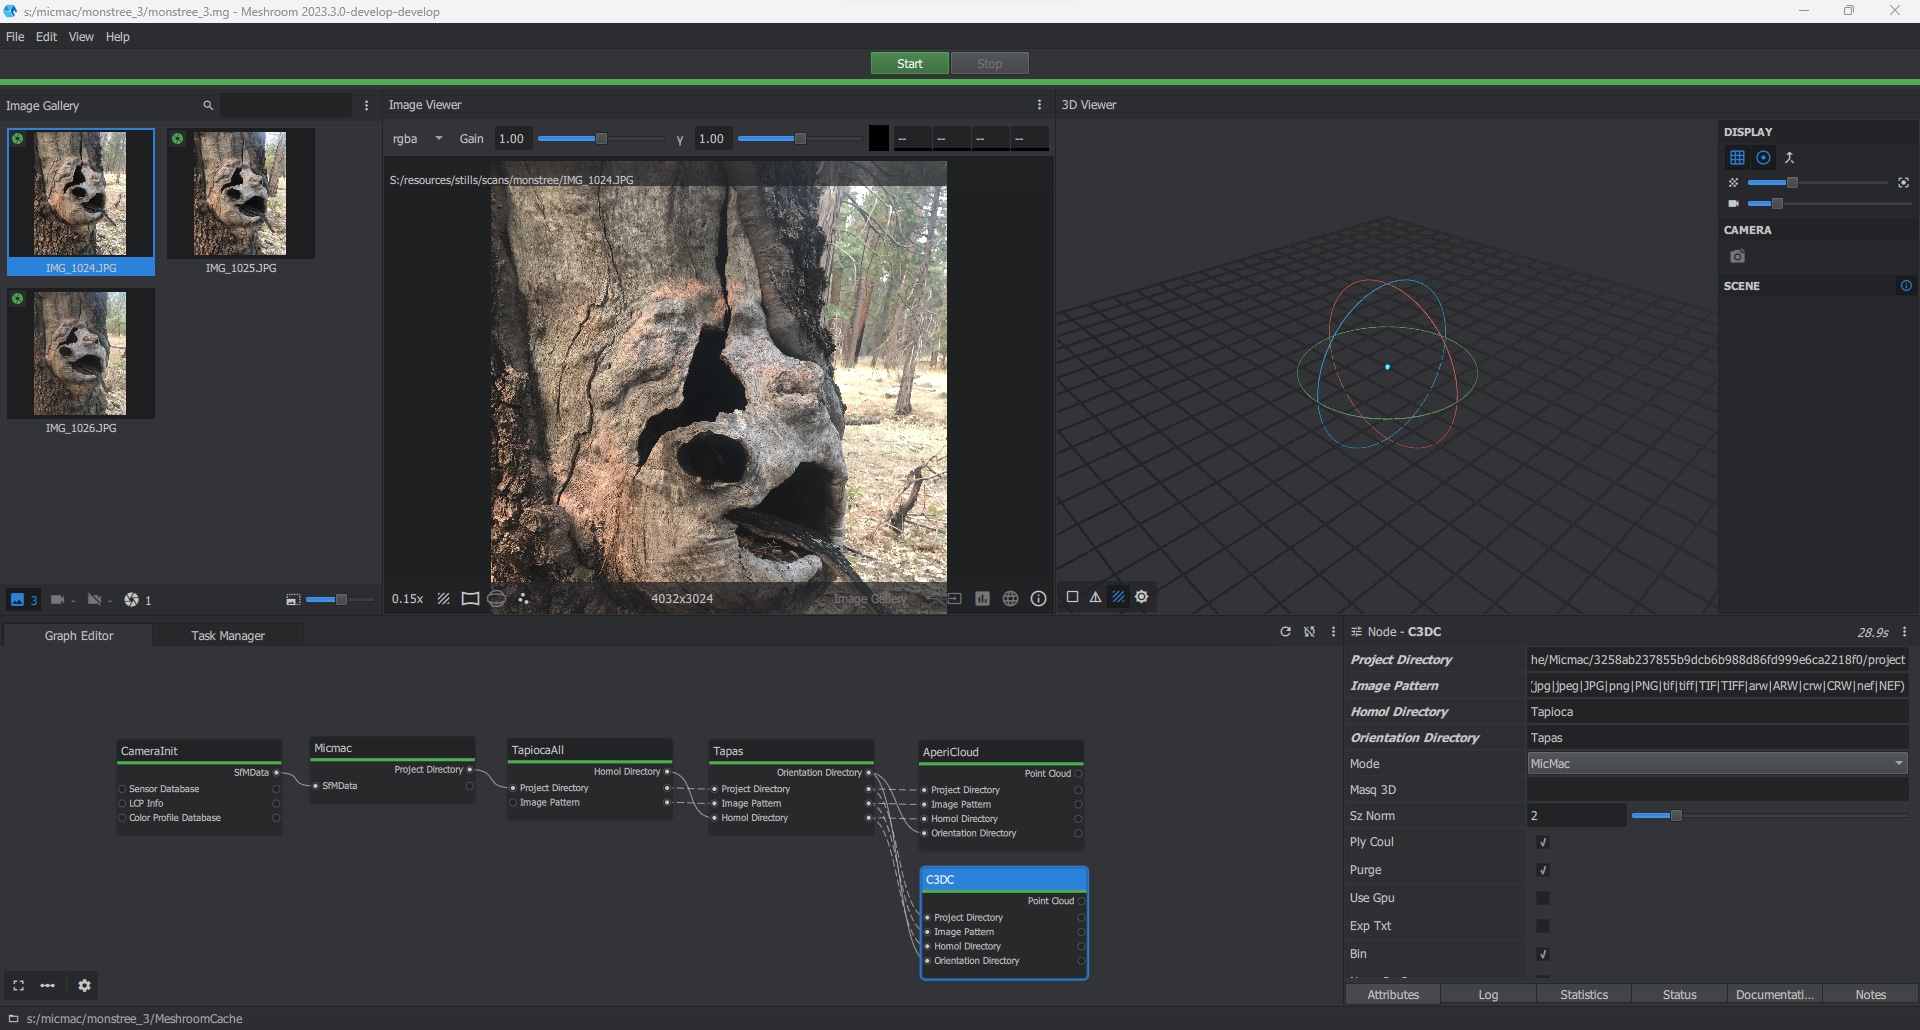 s:/micmac/monstree_3/monstree_3.mg - Meshroom 2023.3.0-develop-develop
File Edit View Help
Start Stop
Image Gallery
IMG_1024.JPG
IMG_1025.JPG
IMG_1026.JPG
3 - - 1
Image Viewer
rgba Gain 1.00 γ 1.00 -- -- -- --
S:/resources/stills/scans/monstree/IMG_1024.JPG
0.15x 4032x3024 Image Gallery
3D Viewer
DISPLAY
CAMERA
SCENE
Graph Editor Task Manager
CameraInit
SfMData
Sensor Database
LCP Info
Color Profile Database
Micmac
Project Directory
SfMData
TapiocaAll
Homol Directory
Project Directory
Image Pattern
Tapas
Orientation Directory
Project Directory
Image Pattern
Homol Directory
AperiCloud
Point Cloud
Project Directory
Image Pattern
Homol Directory
Orientation Directory
C3DC
Point Cloud
Project Directory
Image Pattern
Homol Directory
Orientation Directory
Node - C3DC 28.9s
Project Directory he/Micmac/3258ab237855b9dcb6b988d86fd999e6ca2218f0/project
Image Pattern (jpg|jpeg|JPG|png|PNG|tif|tiff|TIF|TIFF|arw|ARW|crw|CRW|nef|NEF)
Homol Directory Tapioca
Orientation Directory Tapas
Mode MicMac
Masq 3D
Sz Norm 2
Ply Coul
Purge
Use Gpu
Exp Txt
Bin
Attributes Log Statistics Status Documentati... Notes
s:/micmac/monstree_3/MeshroomCache